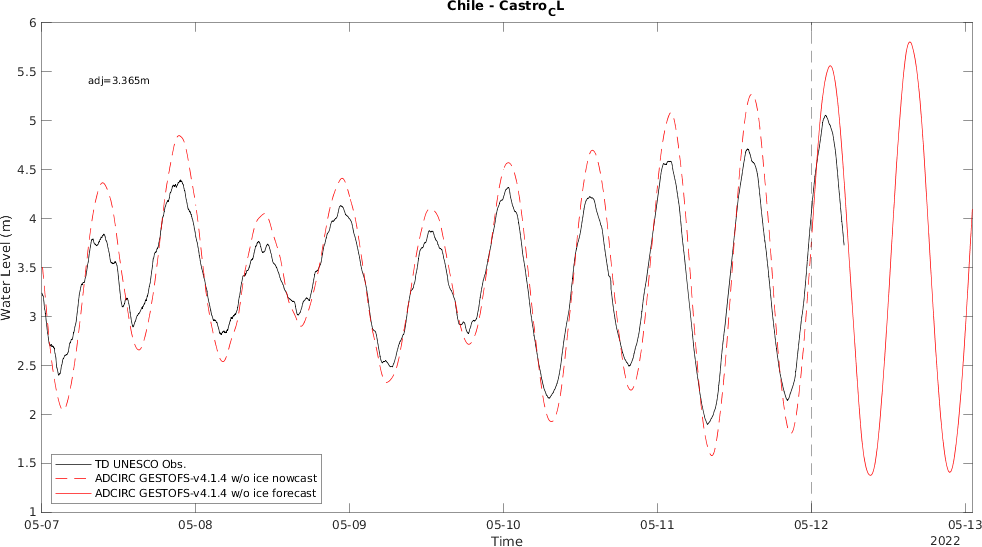 Chile - Castro_CL
adj=3.365m
Water Level (m)
6
5.5
5
4.5
4
3.5
3
2.5
2
1.5
1
TD UNESCO Obs.
ADCIRC GESTOFS-v4.1.4 w/o ice nowcast
ADCIRC GESTOFS-v4.1.4 w/o ice forecast
05-07 05-08 05-09 05-10 05-11 05-12 05-13
Time
2022